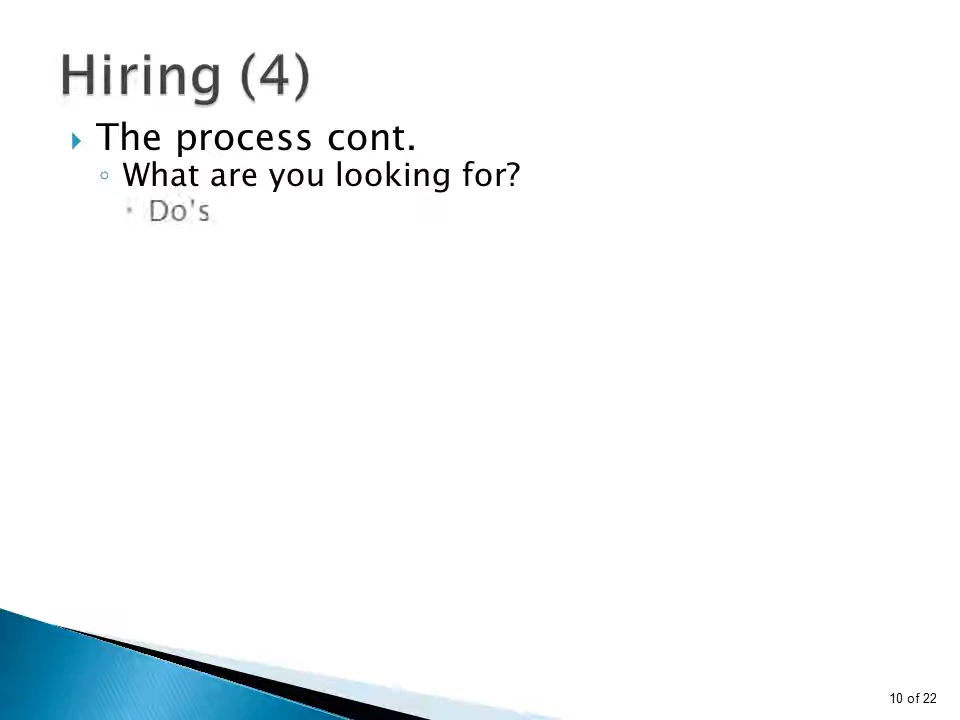 Hiring (4)
The process cont.
What are you looking for?
Do's
10 of 22